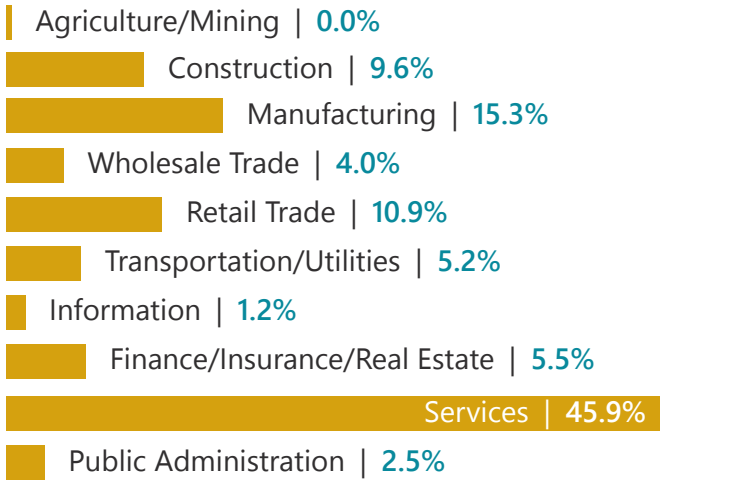 Agriculture/Mining | 0.0%
Construction | 9.6%
Manufacturing | 15.3%
Wholesale Trade | 4.0%
Retail Trade | 10.9%
Transportation/Utilities | 5.2%
Information | 1.2%
Finance/Insurance/Real Estate | 5.5%
Services | 45.9%
Public Administration | 2.5%